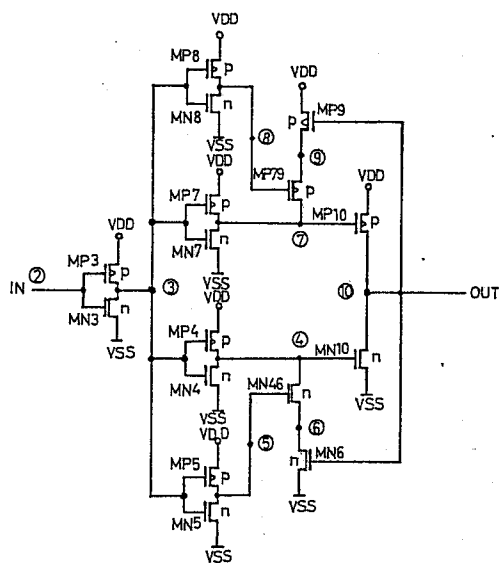 VDD
MP8
P
VDD
MN8
n
MP9
P
VSS
⑧
VDD
⑨
MP79
P
VDD
MP7
P
MP10
P
⑦
MN7
n
VDD
MP3
P
VSS
VDD
IN
②
③
⑩
OUT
MN3
n
MP4
P
④
MN10
n
VSS
MN4
n
MN46
n
VSS
VSS
⑤
⑥
VDD
MN6
n
MP5
P
MN5
n
VSS
VSS